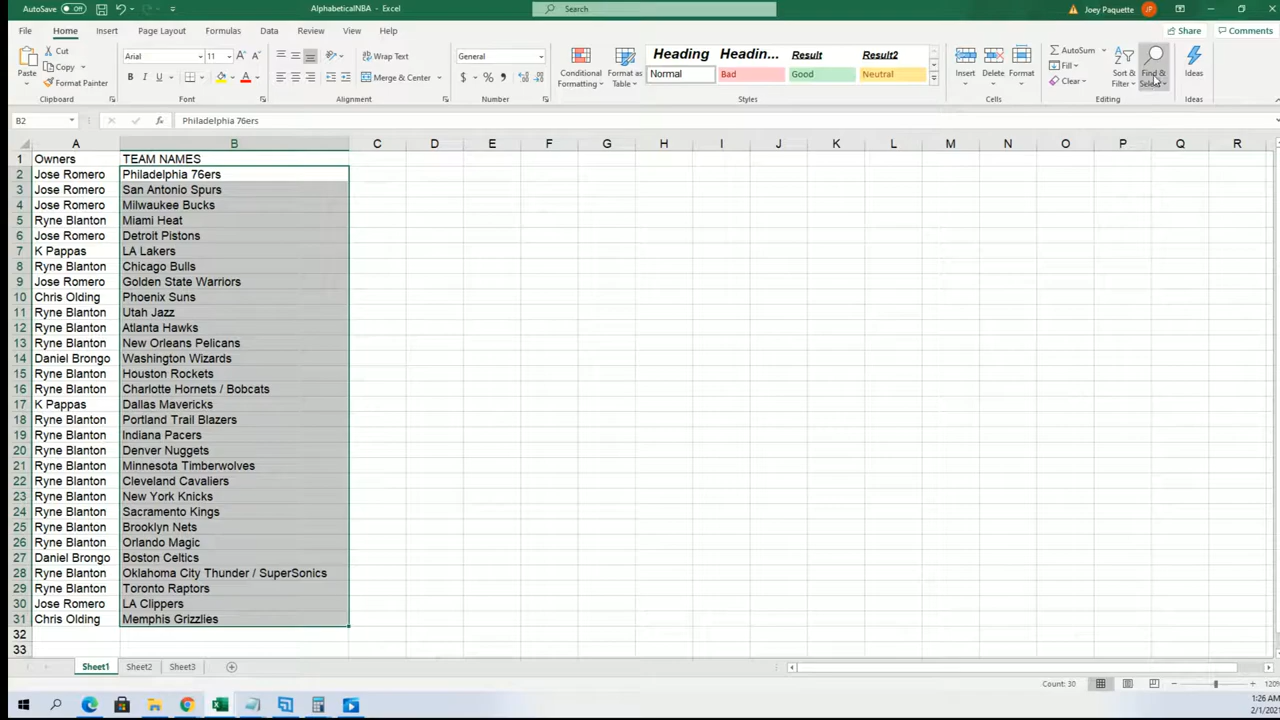 AutoSave Off AlphabeticalNBA - Excel Search Joey Paquette JP
File Home Insert Page Layout Formulas Data Review View Help Share Comments
Cut Arial 11 Wrap Text General Heading Headin... Result Result2 AutoSum
Copy Fill
Paste Format Painter Merge & Center Conditional Formatting Format as Table Normal Bad Good Neutral Insert Delete Format Clear Sort & Filter Find & Select Ideas
Clipboard Font Alignment Number Styles Cells Editing Ideas
B2 Philadelphia 76ers
A B C D E F G H I J K L M N O P Q R
1 Owners TEAM NAMES
2 Jose Romero Philadelphia 76ers
3 Jose Romero San Antonio Spurs
4 Jose Romero Milwaukee Bucks
5 Ryne Blanton Miami Heat
6 Jose Romero Detroit Pistons
7 K Pappas LA Lakers
8 Ryne Blanton Chicago Bulls
9 Jose Romero Golden State Warriors
10 Chris Olding Phoenix Suns
11 Ryne Blanton Utah Jazz
12 Ryne Blanton Atlanta Hawks
13 Ryne Blanton New Orleans Pelicans
14 Daniel Brongo Washington Wizards
15 Ryne Blanton Houston Rockets
16 Ryne Blanton Charlotte Hornets / Bobcats
17 K Pappas Dallas Mavericks
18 Ryne Blanton Portland Trail Blazers
19 Ryne Blanton Indiana Pacers
20 Ryne Blanton Denver Nuggets
21 Ryne Blanton Minnesota Timberwolves
22 Ryne Blanton Cleveland Cavaliers
23 Ryne Blanton New York Knicks
24 Ryne Blanton Sacramento Kings
25 Ryne Blanton Brooklyn Nets
26 Ryne Blanton Orlando Magic
27 Daniel Brongo Boston Celtics
28 Ryne Blanton Oklahoma City Thunder / SuperSonics
29 Ryne Blanton Toronto Raptors
30 Jose Romero LA Clippers
31 Chris Olding Memphis Grizzlies
32
33
Sheet1 Sheet2 Sheet3
Count: 30 120%
1:26 AM
2/1/2021